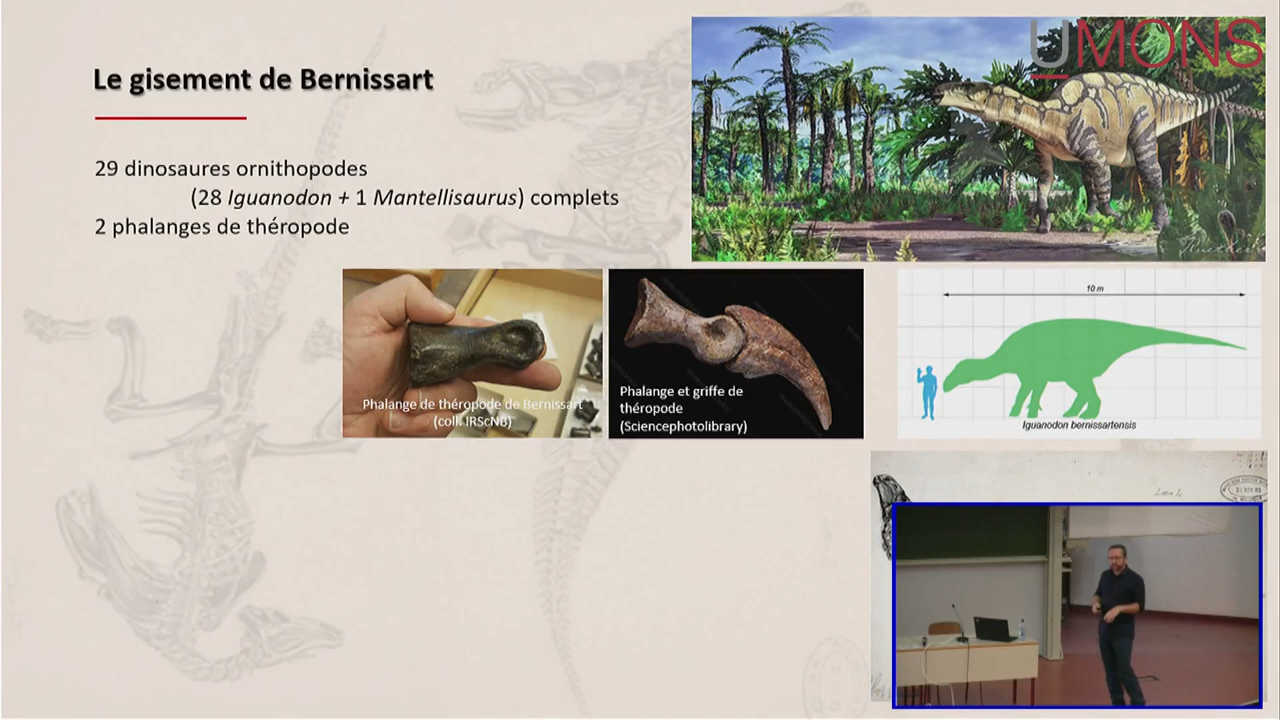 UMONS
Le gisement de Bernissart
29 dinosaures ornithopodes
(28 Iguanodon + 1 Mantellisaurus) complets
2 phalanges de théropode
Phalange de théropode de Bernissart
(coll. IRScNB)
Phalange et griffe de
théropode
(Sciencephotolibrary)
10 m
Iguanodon bernissartensis